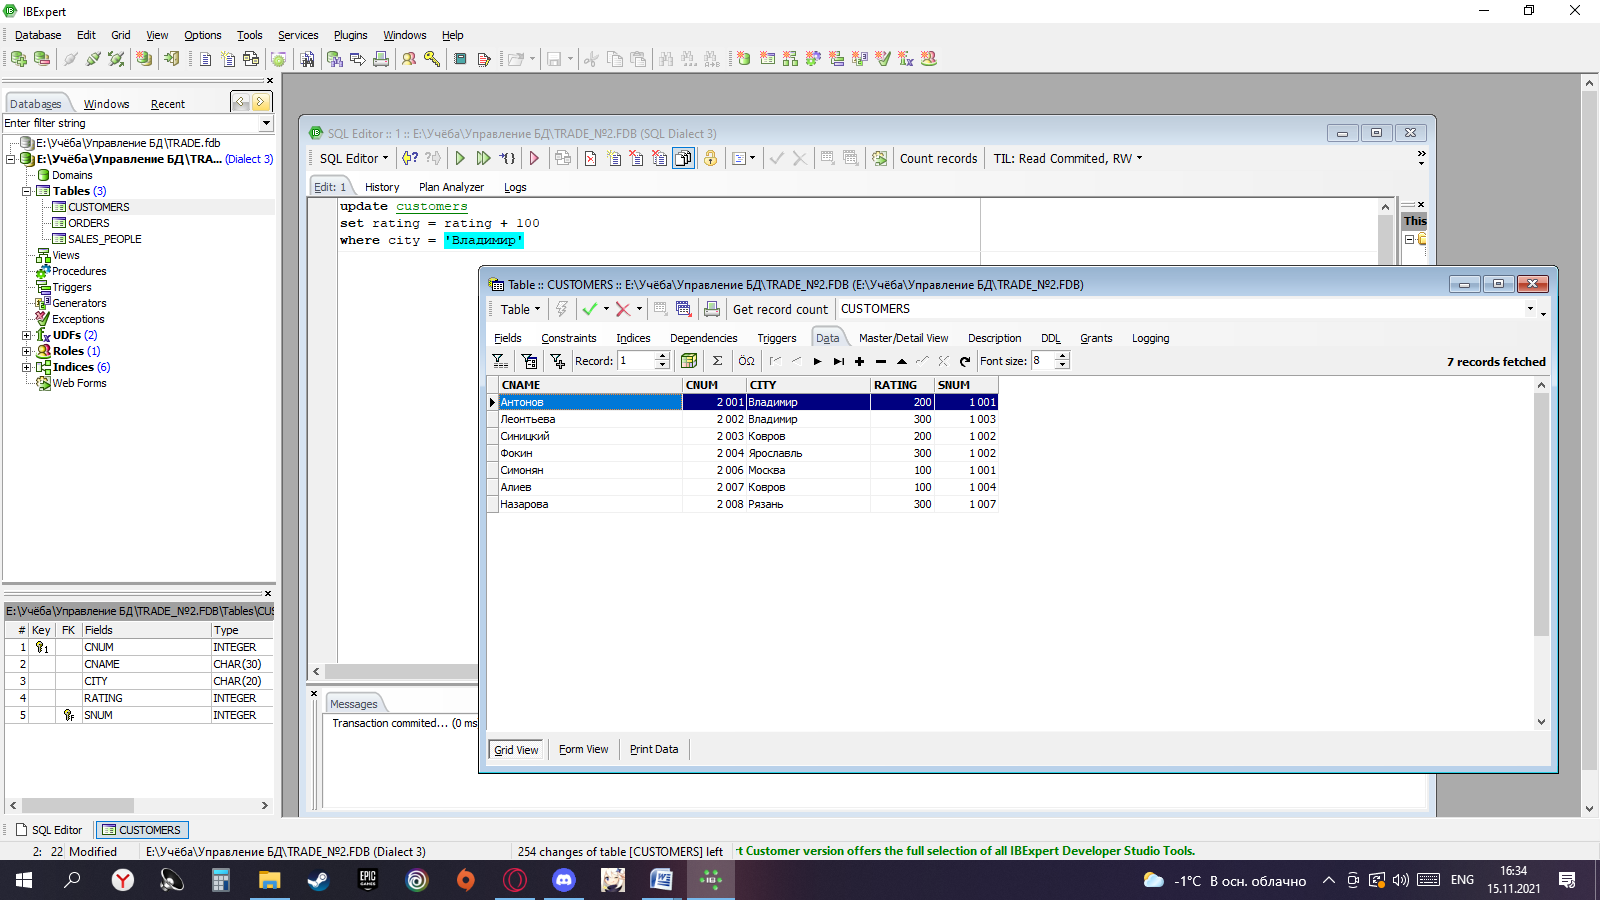 IBExpert
Database Edit Grid View Options Tools Services Plugins Windows Help
Databases Windows Recent
Enter filter string
E:\Учёба\Управление БД\TRADE.fdb
E:\Учёба\Управление БД\TRA... (Dialect 3)
Domains
Tables (3)
CUSTOMERS
ORDERS
SALES_PEOPLE
Views
Procedures
Triggers
Generators
Exceptions
UDFs (2)
Roles (1)
Indices (6)
Web Forms
E:\Учёба\Управление БД\TRADE_№2.FDB\Tables\CUS
# Key FK Fields Type
1 1 CNUM INTEGER
2 CNAME CHAR(30)
3 CITY CHAR(20)
4 RATING INTEGER
5 F SNUM INTEGER
SQL Editor :: 1 :: E:\Учёба\Управление БД\TRADE_№2.FDB (SQL Dialect 3)
SQL Editor Count records TIL: Read Commited, RW
Edit: 1 History Plan Analyzer Logs
update customers
set rating = rating + 100
where city = 'Владимир'
This
Messages
Transaction commited... (0 ms
Table :: CUSTOMERS :: E:\Учёба\Управление БД\TRADE_№2.FDB (E:\Учёба\Управление БД\TRADE_№2.FDB)
Table Get record count CUSTOMERS
Fields Constraints Indices Dependencies Triggers Data Master/Detail View Description DDL Grants Logging
Record: 1 Σ ÖΩ Font size: 8 7 records fetched
CNAME CNUM CITY RATING SNUM
Антонов 2 001 Владимир 200 1 001
Леонтьева 2 002 Владимир 300 1 003
Синицкий 2 003 Ковров 200 1 002
Фокин 2 004 Ярославль 300 1 002
Симонян 2 006 Москва 100 1 001
Алиев 2 007 Ковров 100 1 004
Назарова 2 008 Рязань 300 1 007
Grid View Form View Print Data
SQL Editor CUSTOMERS
2: 22 Modified E:\Учёба\Управление БД\TRADE_№2.FDB (Dialect 3) 254 changes of table [CUSTOMERS] left t Customer version offers the full selection of all IBExpert Developer Studio Tools.
EPIC GAMES
-1°C В осн. облачно ENG 16:34
15.11.2021